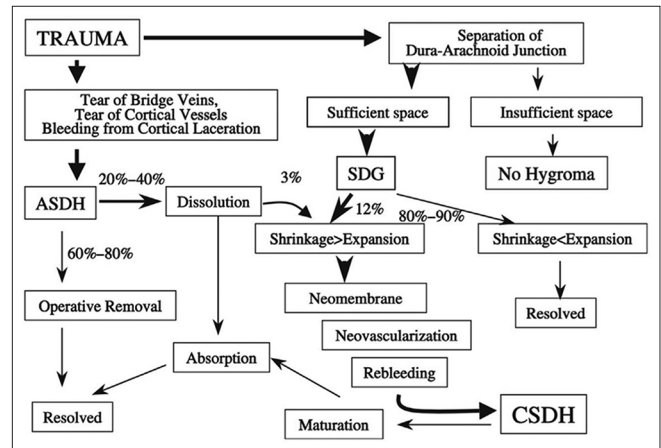 TRAUMA
Separation of
Dura-Arachnoid Junction
Tear of Bridge Veins,
Tear of Cortical Vessels
Bleeding from Cortical Laceration
Sufficient space
Insufficient space
ASDH
20%–40%
Dissolution
3%
SDG
No Hygroma
12%
80%–90%
Shrinkage>Expansion
Shrinkage<Expansion
60%–80%
Operative Removal
Neomembrane
Resolved
Neovascularization
Absorption
Rebleeding
Resolved
Maturation
CSDH